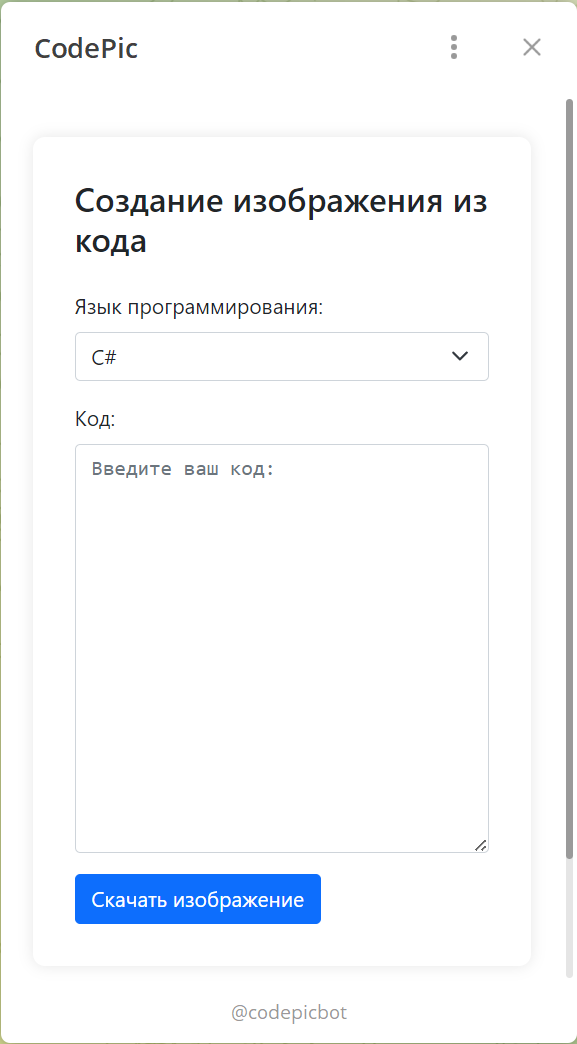 CodePic
Создание изображения из
кода
Язык программирования:
C#
Код:
Введите ваш код:
Скачать изображение
@codepicbot